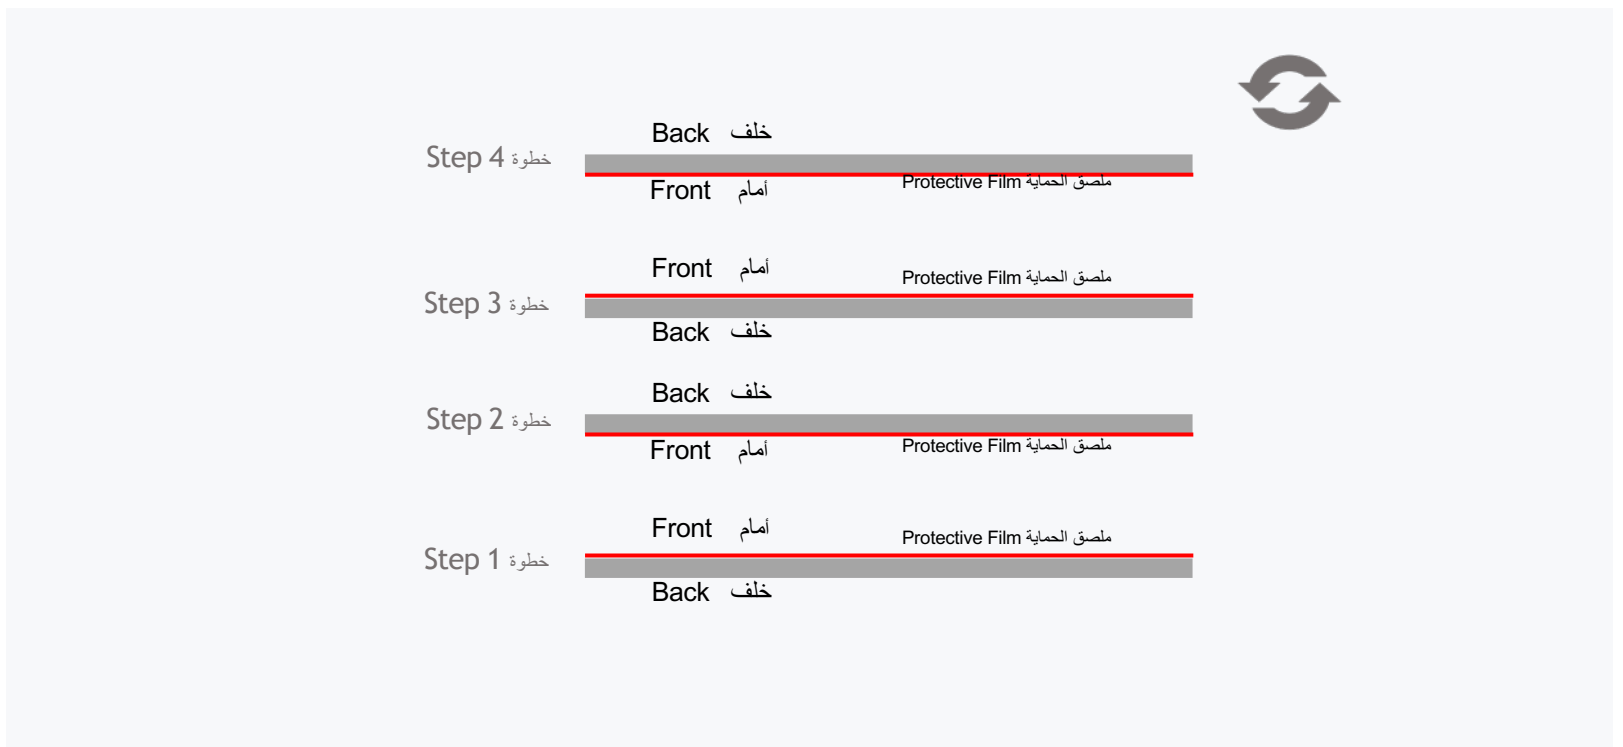 Back خلف
Step 4 خطوة
Front أمام
Protective Film ملصق الحماية
Front أمام
Protective Film ملصق الحماية
Step 3 خطوة
Back خلف
Back خلف
Step 2 خطوة
Front أمام
Protective Film ملصق الحماية
Front أمام
Protective Film ملصق الحماية
Step 1 خطوة
Back خلف